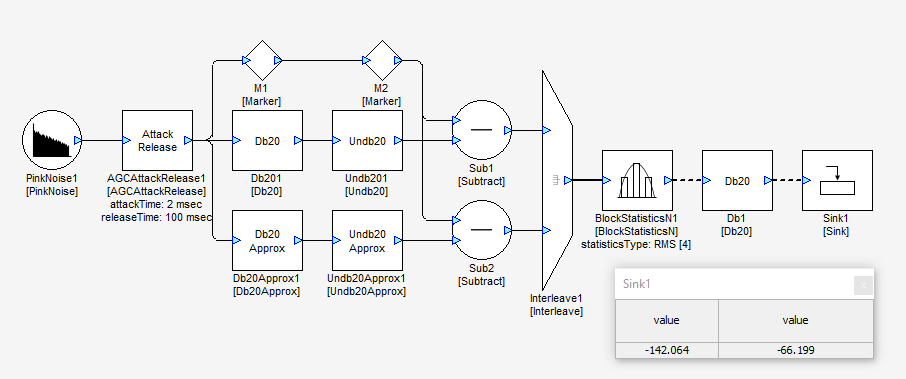 M1
[Marker]
M2
[Marker]
PinkNoise1
[PinkNoise]
Attack
Release
AGCAttackRelease1
[AGCAttackRelease]
attackTime: 2 msec
releaseTime: 100 msec
Db20
Db201
[Db20]
Undb20
Undb201
[Undb20]
Sub1
[Subtract]
Db20
Approx
Db20Approx1
[Db20Approx]
Undb20
Approx
Undb20Approx1
[Undb20Approx]
Sub2
[Subtract]
Interleave1
[Interleave]
BlockStatisticsN1
[BlockStatisticsN]
statisticsType: RMS [4]
Db20
Db1
[Db20]
Sink1
[Sink]
Sink1
x
value value
-142.064 -66.199